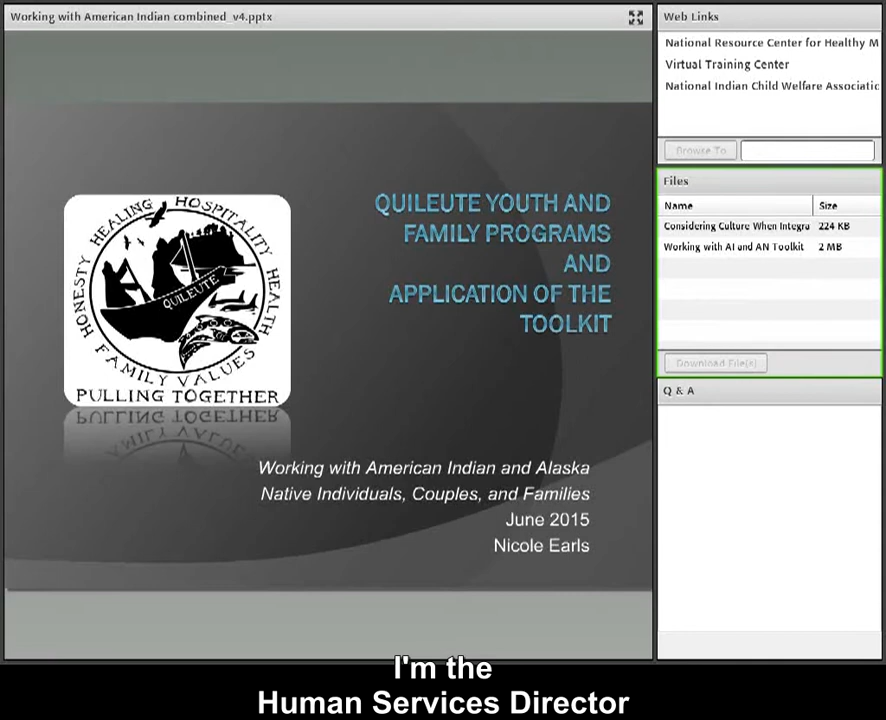 Working with American Indian combined_v4.pptx
QUILEUTE YOUTH AND
FAMILY PROGRAMS
AND
APPLICATION OF THE
TOOLKIT
HONESTY HEALING HOSPITALITY HEALTH
QUILEUTE
FAMILY VALUES
PULLING TOGETHER
Working with American Indian and Alaska
Native Individuals, Couples, and Families
June 2015
Nicole Earls
Web Links
National Resource Center for Healthy M
Virtual Training Center
National Indian Child Welfare Associatic
Browse To
Files
Name Size
Considering Culture When Integra 224 KB
Working with AI and AN Toolkit 2 MB
Download File(s)
Q & A
I'm the
Human Services Director